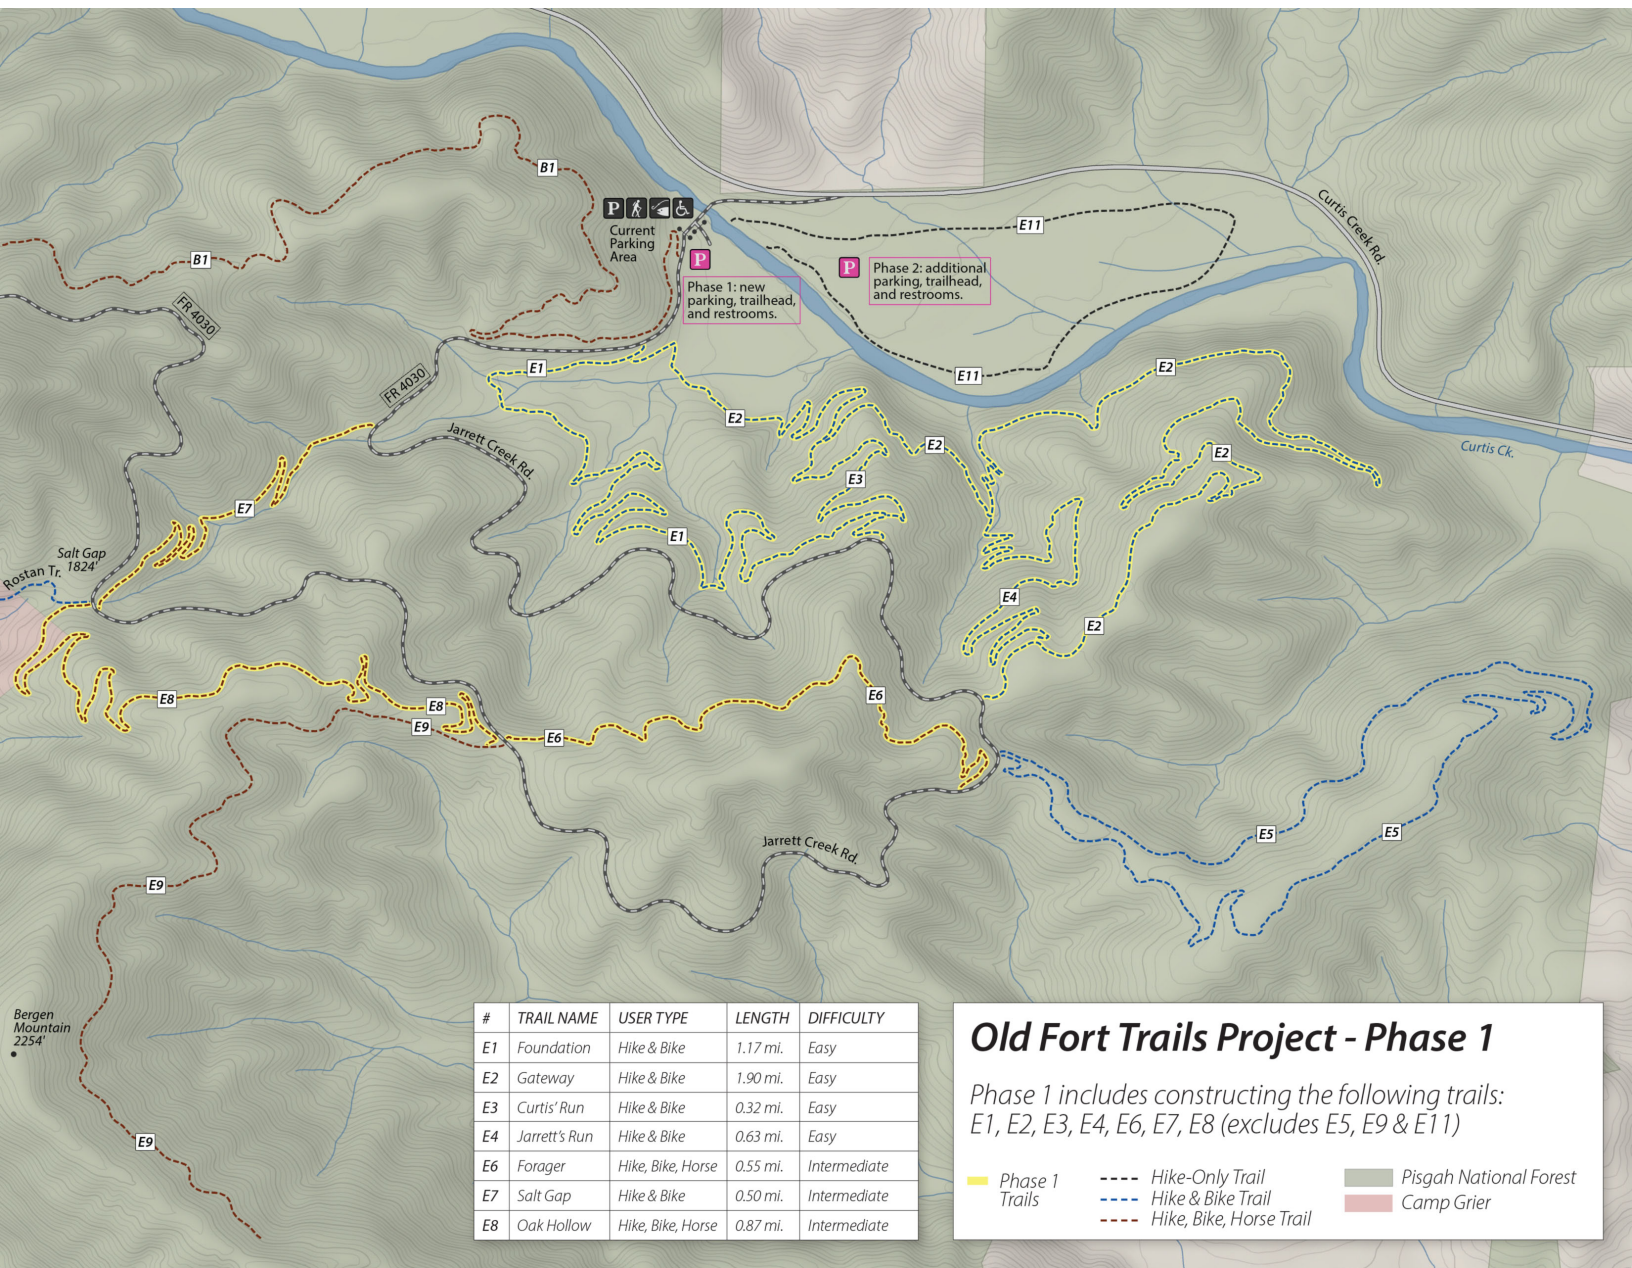 B1
Curtis Creek Rd.
P
Current
Parking
Area
E11
B1
P
P
Phase 2: additional
parking, trailhead,
and restrooms.
Phase 1: new
parking, trailhead,
and restrooms.
FR 4030
E1
E2
E11
FR 4030
E2
Jarrett Creek Rd.
E2
Curtis Ck.
E2
E3
E7
E1
Salt Gap
1824'
Rostan Tr.
E4
E2
E8
E8
E6
E9
E6
E5
E5
Jarrett Creek Rd.
E9
Bergen
Mountain
2254'
E9
# TRAIL NAME USER TYPE LENGTH DIFFICULTY
E1 Foundation Hike & Bike 1.17 mi. Easy
E2 Gateway Hike & Bike 1.90 mi. Easy
E3 Curtis' Run Hike & Bike 0.32 mi. Easy
E4 Jarrett's Run Hike & Bike 0.63 mi. Easy
E6 Forager Hike, Bike, Horse 0.55 mi. Intermediate
E7 Salt Gap Hike & Bike 0.50 mi. Intermediate
E8 Oak Hollow Hike, Bike, Horse 0.87 mi. Intermediate
Old Fort Trails Project - Phase 1
Phase 1 includes constructing the following trails:
E1, E2, E3, E4, E6, E7, E8 (excludes E5, E9 & E11)
Phase 1
Trails
Hike-Only Trail
Hike & Bike Trail
Hike, Bike, Horse Trail
Pisgah National Forest
Camp Grier